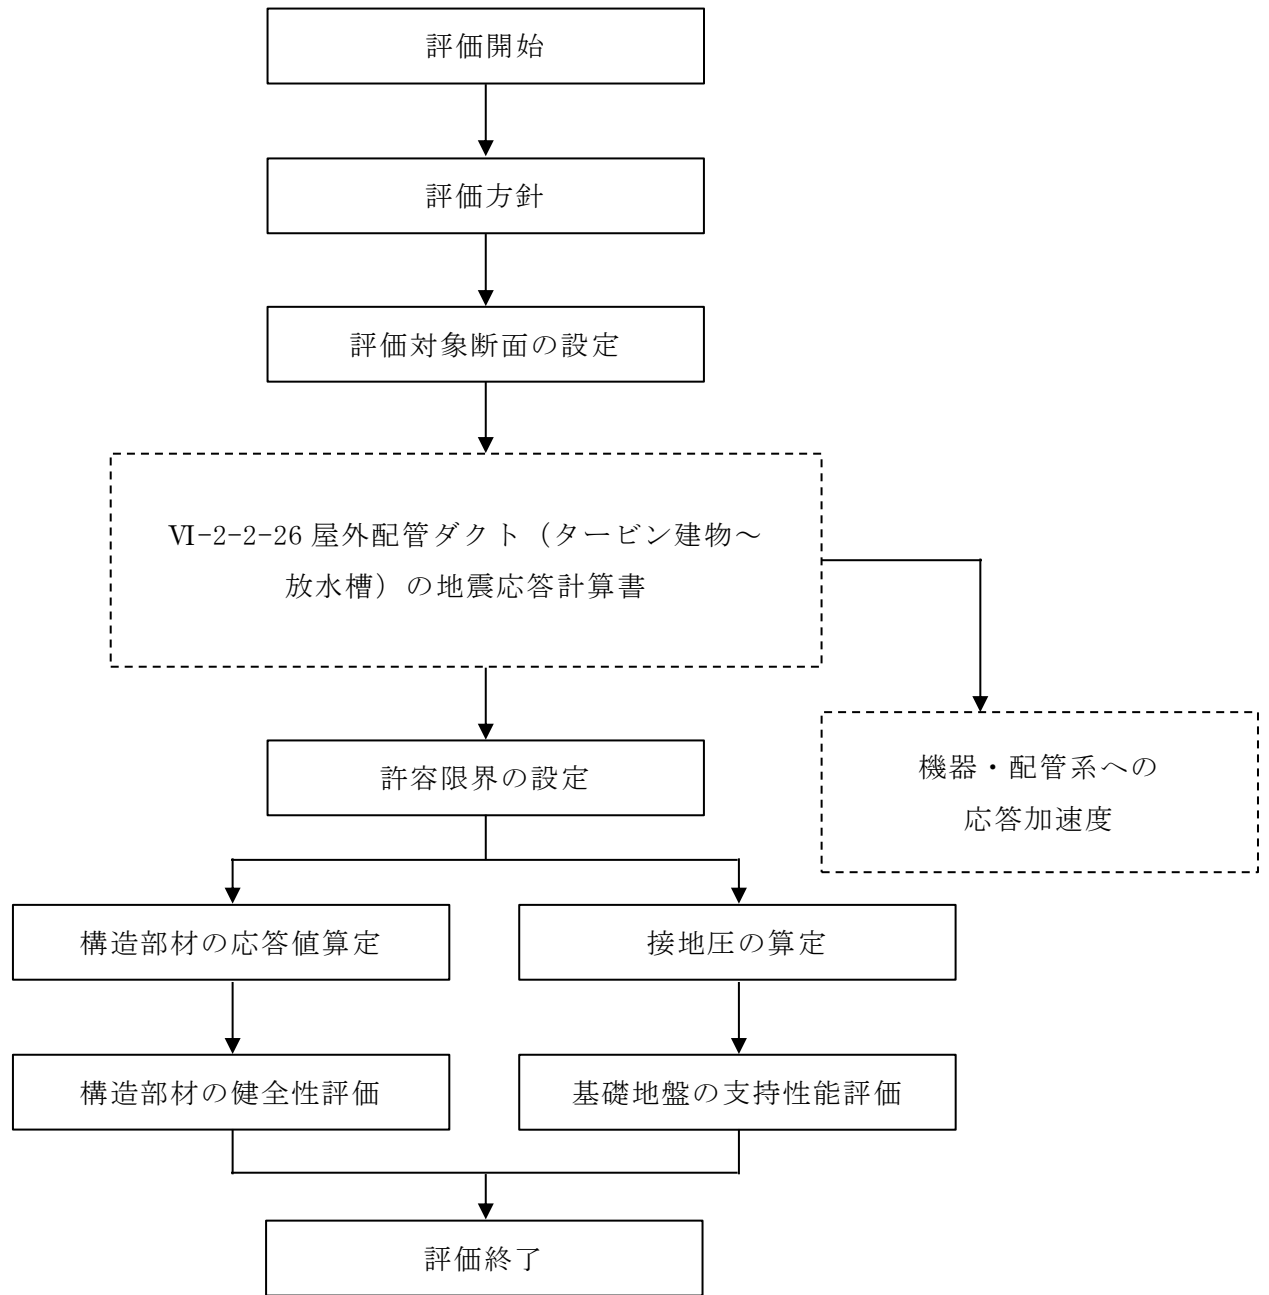 評価開始
評価方針
評価対象断面の設定
Ⅵ-2-2-26 屋外配管ダクト（タービン建物～
放水槽）の地震応答計算書
機器・配管系への
応答加速度
許容限界の設定
構造部材の応答値算定
接地圧の算定
構造部材の健全性評価
基礎地盤の支持性能評価
評価終了